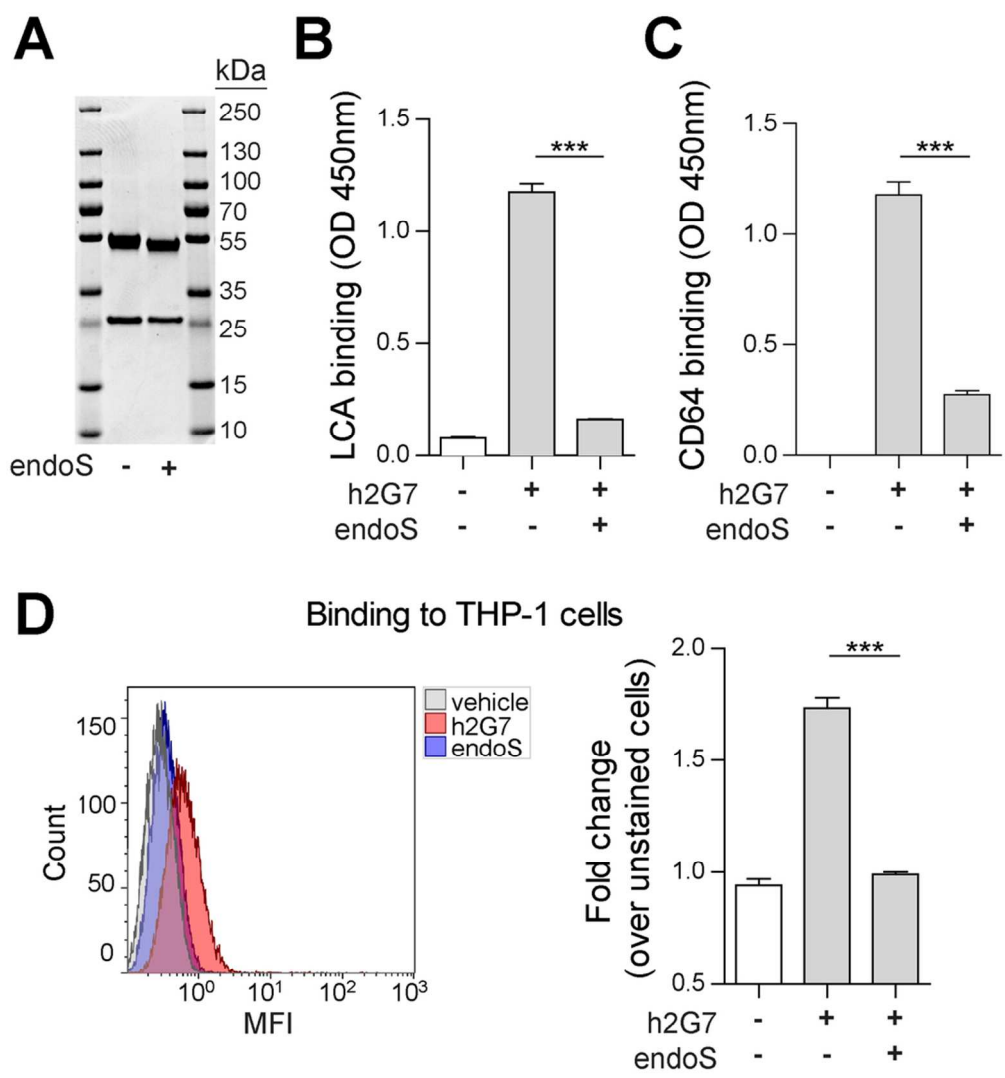 A
kDa
250
130
100
70
55
35
25
15
10
endoS - +
B
LCA binding (OD 450nm)
1.5
1.0
0.5
0.0
***
h2G7 - + +
endoS - - +
C
CD64 binding (OD 450nm)
1.5
1.0
0.5
0.0
***
h2G7 - + +
endoS - - +
D
Binding to THP-1 cells
Count
150
100
50
0
10⁰ 10¹ 10² 10³
MFI
vehicle
h2G7
endoS
Fold change
(over unstained cells)
2.0
1.5
1.0
0.5
***
h2G7 - + +
endoS - - +